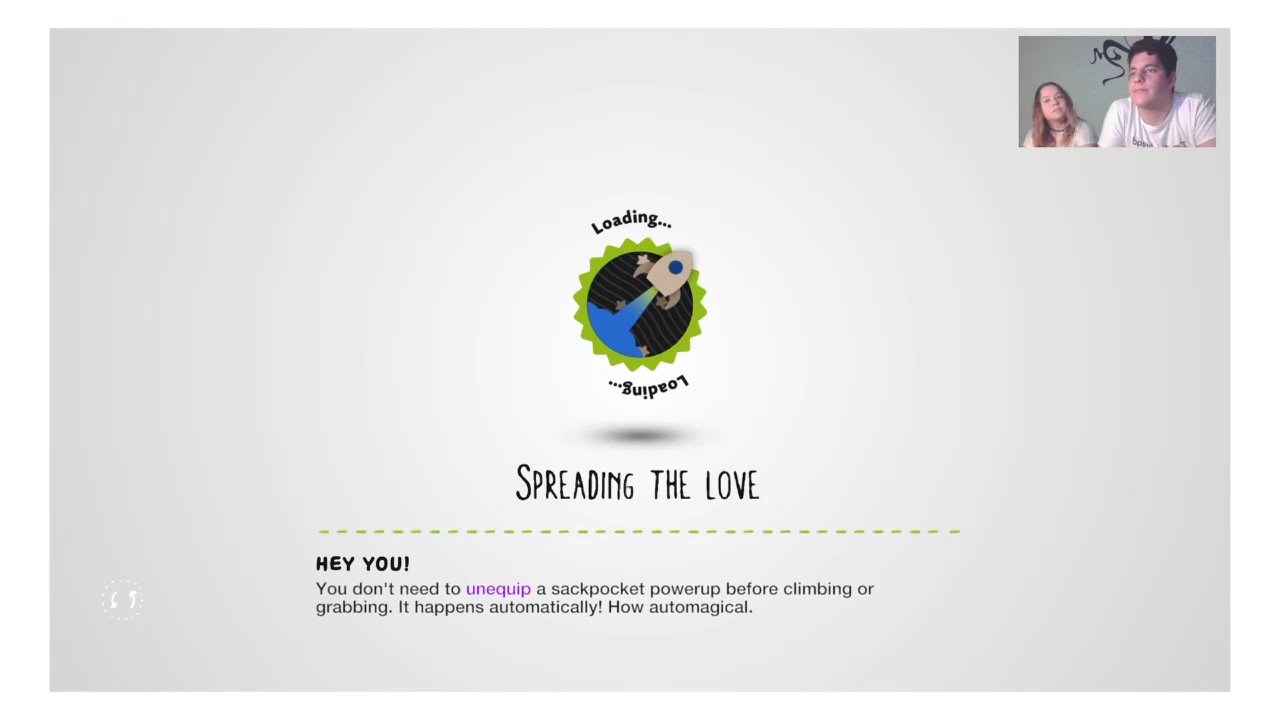 Loading...
Loading...
Spreading the love
HEY YOU!
You don't need to unequip a sackpocket powerup before climbing or
grabbing. It happens automatically! How automagical.